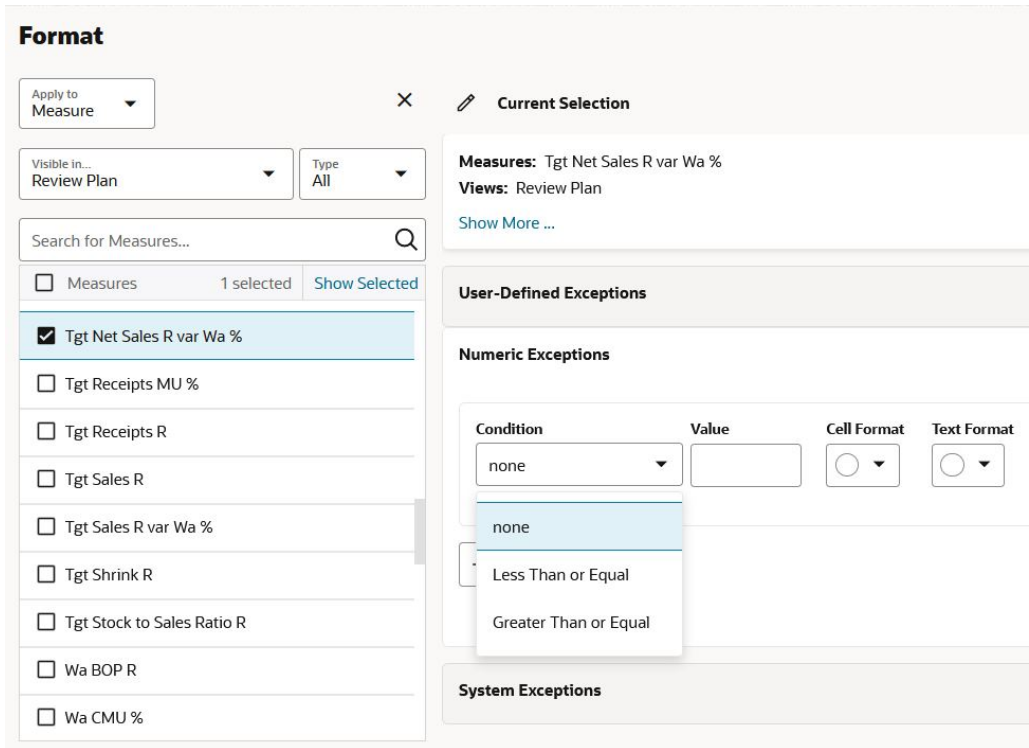 Format
Apply to
Measure
Visible in...
Review Plan
Type
All
Search for Measures...
Measures 1 selected Show Selected
Tgt Net Sales R var Wa %
Tgt Receipts MU %
Tgt Receipts R
Tgt Sales R
Tgt Sales R var Wa %
Tgt Shrink R
Tgt Stock to Sales Ratio R
Wa BOP R
Wa CMU %
Current Selection
Measures: Tgt Net Sales R var Wa %
Views: Review Plan
Show More ...
User-Defined Exceptions
Numeric Exceptions
Condition Value Cell Format Text Format
none
none
Less Than or Equal
Greater Than or Equal
System Exceptions